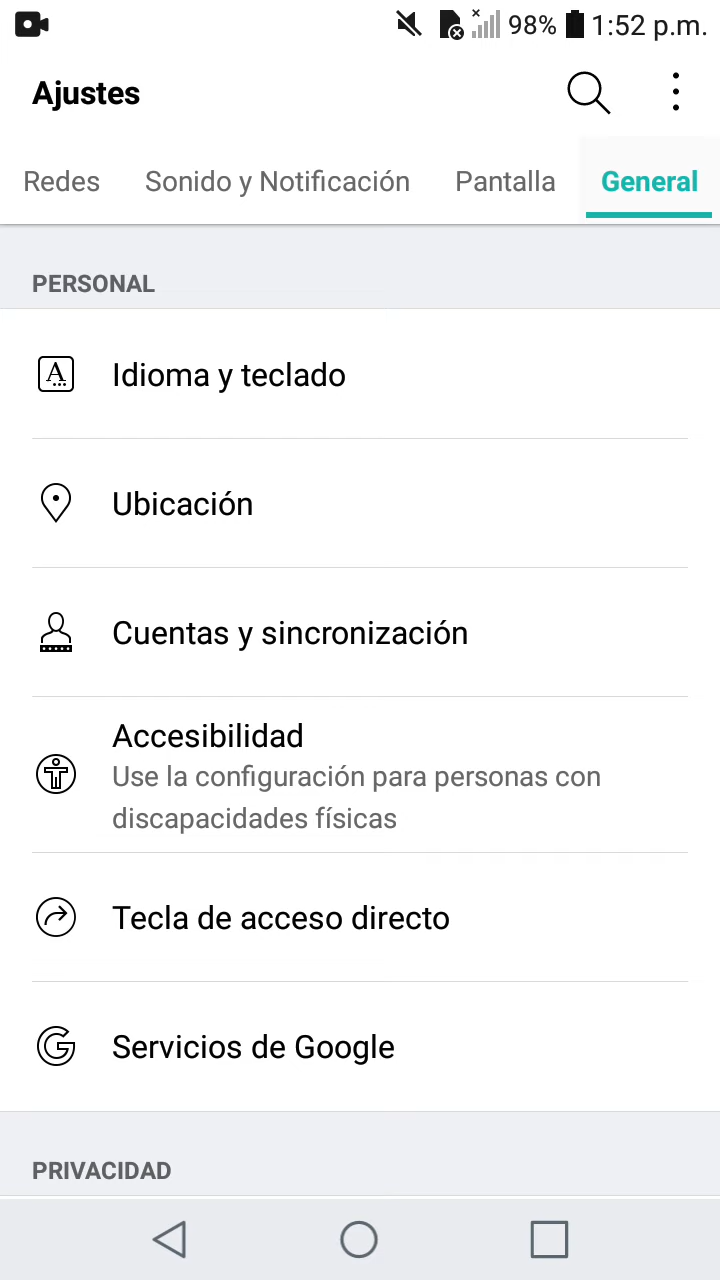 98% 1:52 p.m.
Ajustes
Redes Sonido y Notificación Pantalla General
PERSONAL
Idioma y teclado
Ubicación
Cuentas y sincronización
Accesibilidad
Use la configuración para personas con
discapacidades físicas
Tecla de acceso directo
Servicios de Google
PRIVACIDAD